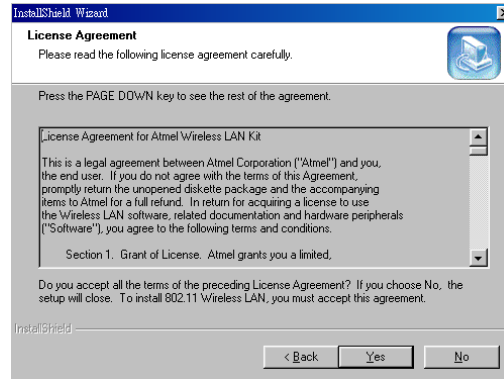 InstallShield Wizard
License Agreement
Please read the following license agreement carefully.
Press the PAGE DOWN key to see the rest of the agreement.
License Agreement for Atmel Wireless LAN Kit
This is a legal agreement between Atmel Corporation ("Atmel") and you,
the end user. If you do not agree with the terms of this Agreement,
promptly return the unopened diskette package and the accompanying
items to Atmel for a full refund. In return for acquiring a license to use
the Wireless LAN software, related documentation and hardware peripherals
("Software"), you agree to the following terms and conditions.
Section 1. Grant of License. Atmel grants you a limited,
Do you accept all the terms of the preceding License Agreement? If you choose No, the
setup will close. To install 802.11 Wireless LAN, you must accept this agreement.
InstallShield
< Back
Yes
No